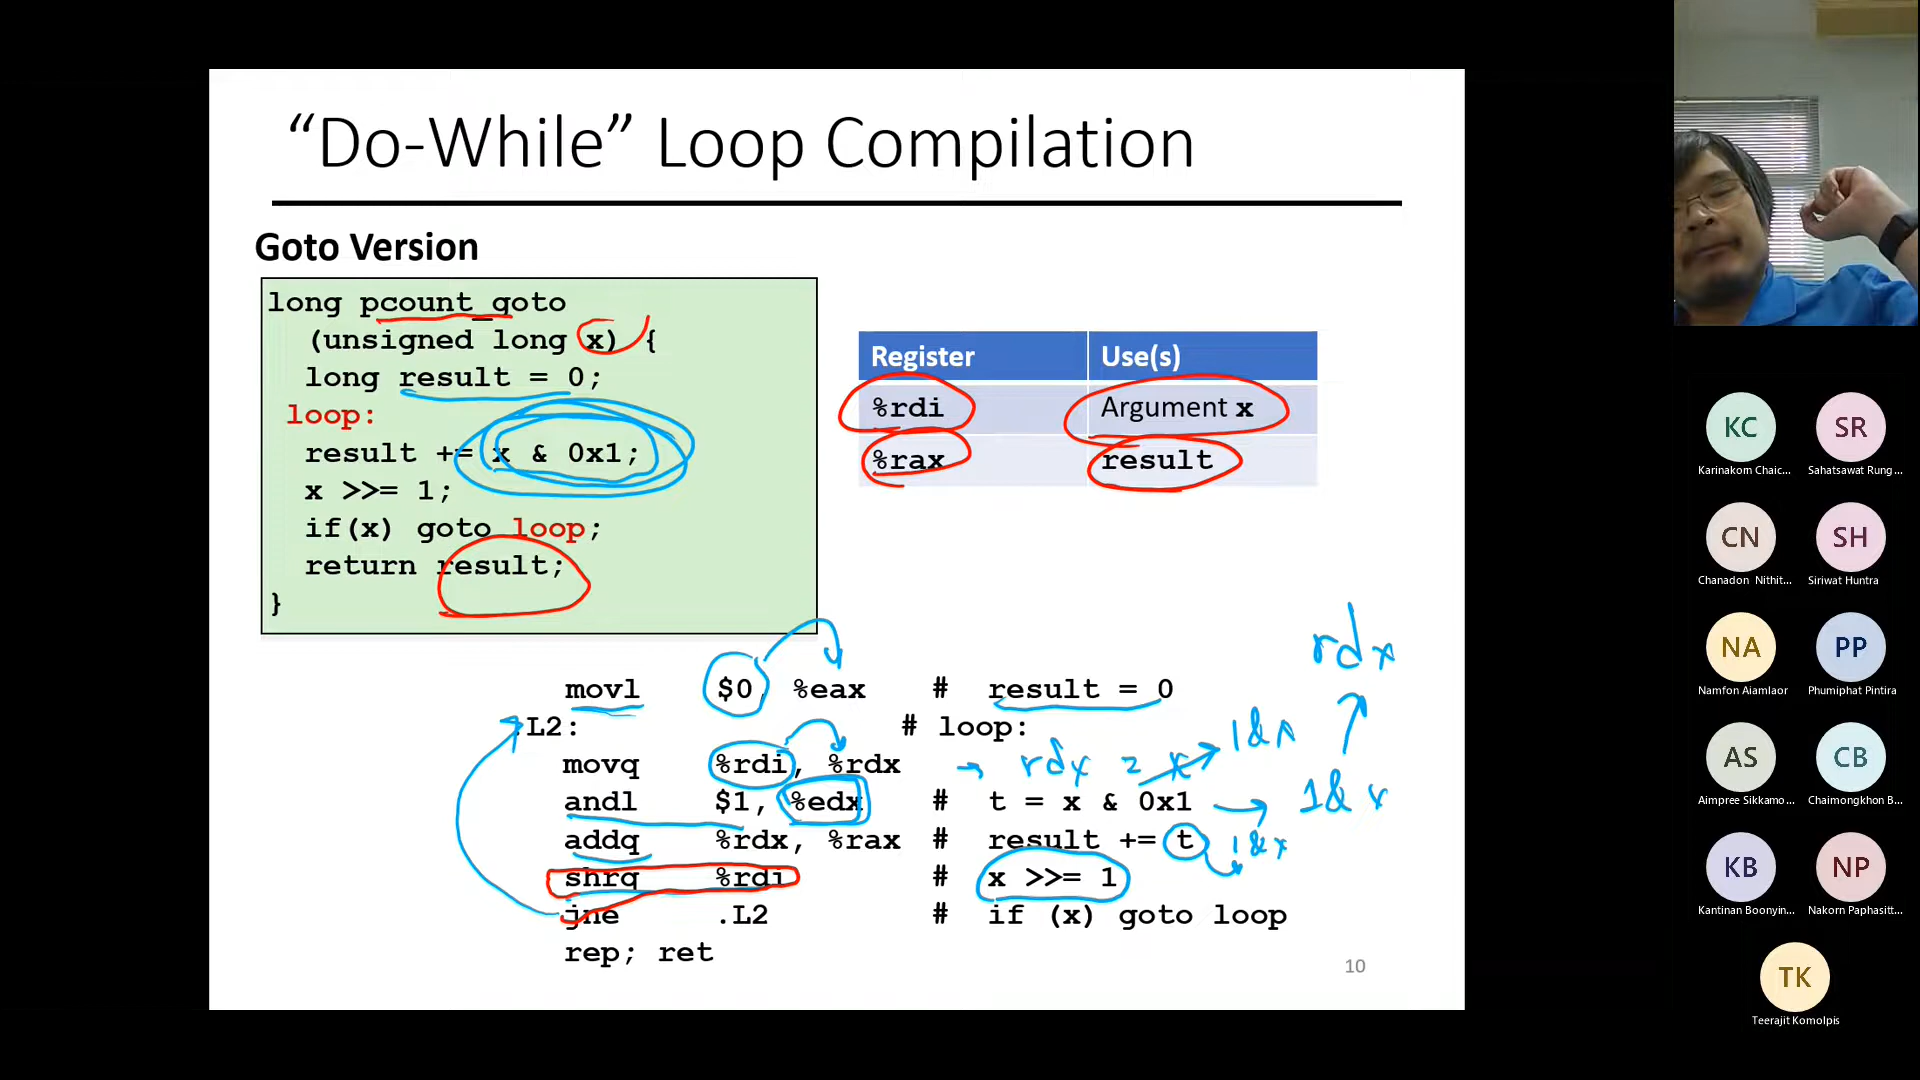 “Do-While” Loop Compilation
Goto Version
long pcount_goto
(unsigned long x) {
long result = 0;
loop:
result += x & 0x1;
x >>= 1;
if(x) goto loop;
return result;
}
Register Use(s)
%rdi Argument x
%rax result
rdx
movl $0, %eax # result = 0
.L2: # loop:
1&x
movq %rdi, %rdx → rdx = x
andl $1, %edx # t = x & 0x1 → 1& x
addq %rdx, %rax # result += t 1&x
shrq %rdi # x >>= 1
jne .L2 # if (x) goto loop
rep; ret
10
KC
Karinakorn Chaic...
SR
Sahatsawat Rung...
CN
Chanadon Nithit...
SH
Siriwat Huntra
NA
Namfon Aiamlaor
PP
Phumiphat Pintira
AS
Aimpree Sikkamo...
CB
Chaimongkhon B...
KB
Kantinan Boonyin...
NP
Nakorn Paphasitt...
TK
Teerajit Komolpis